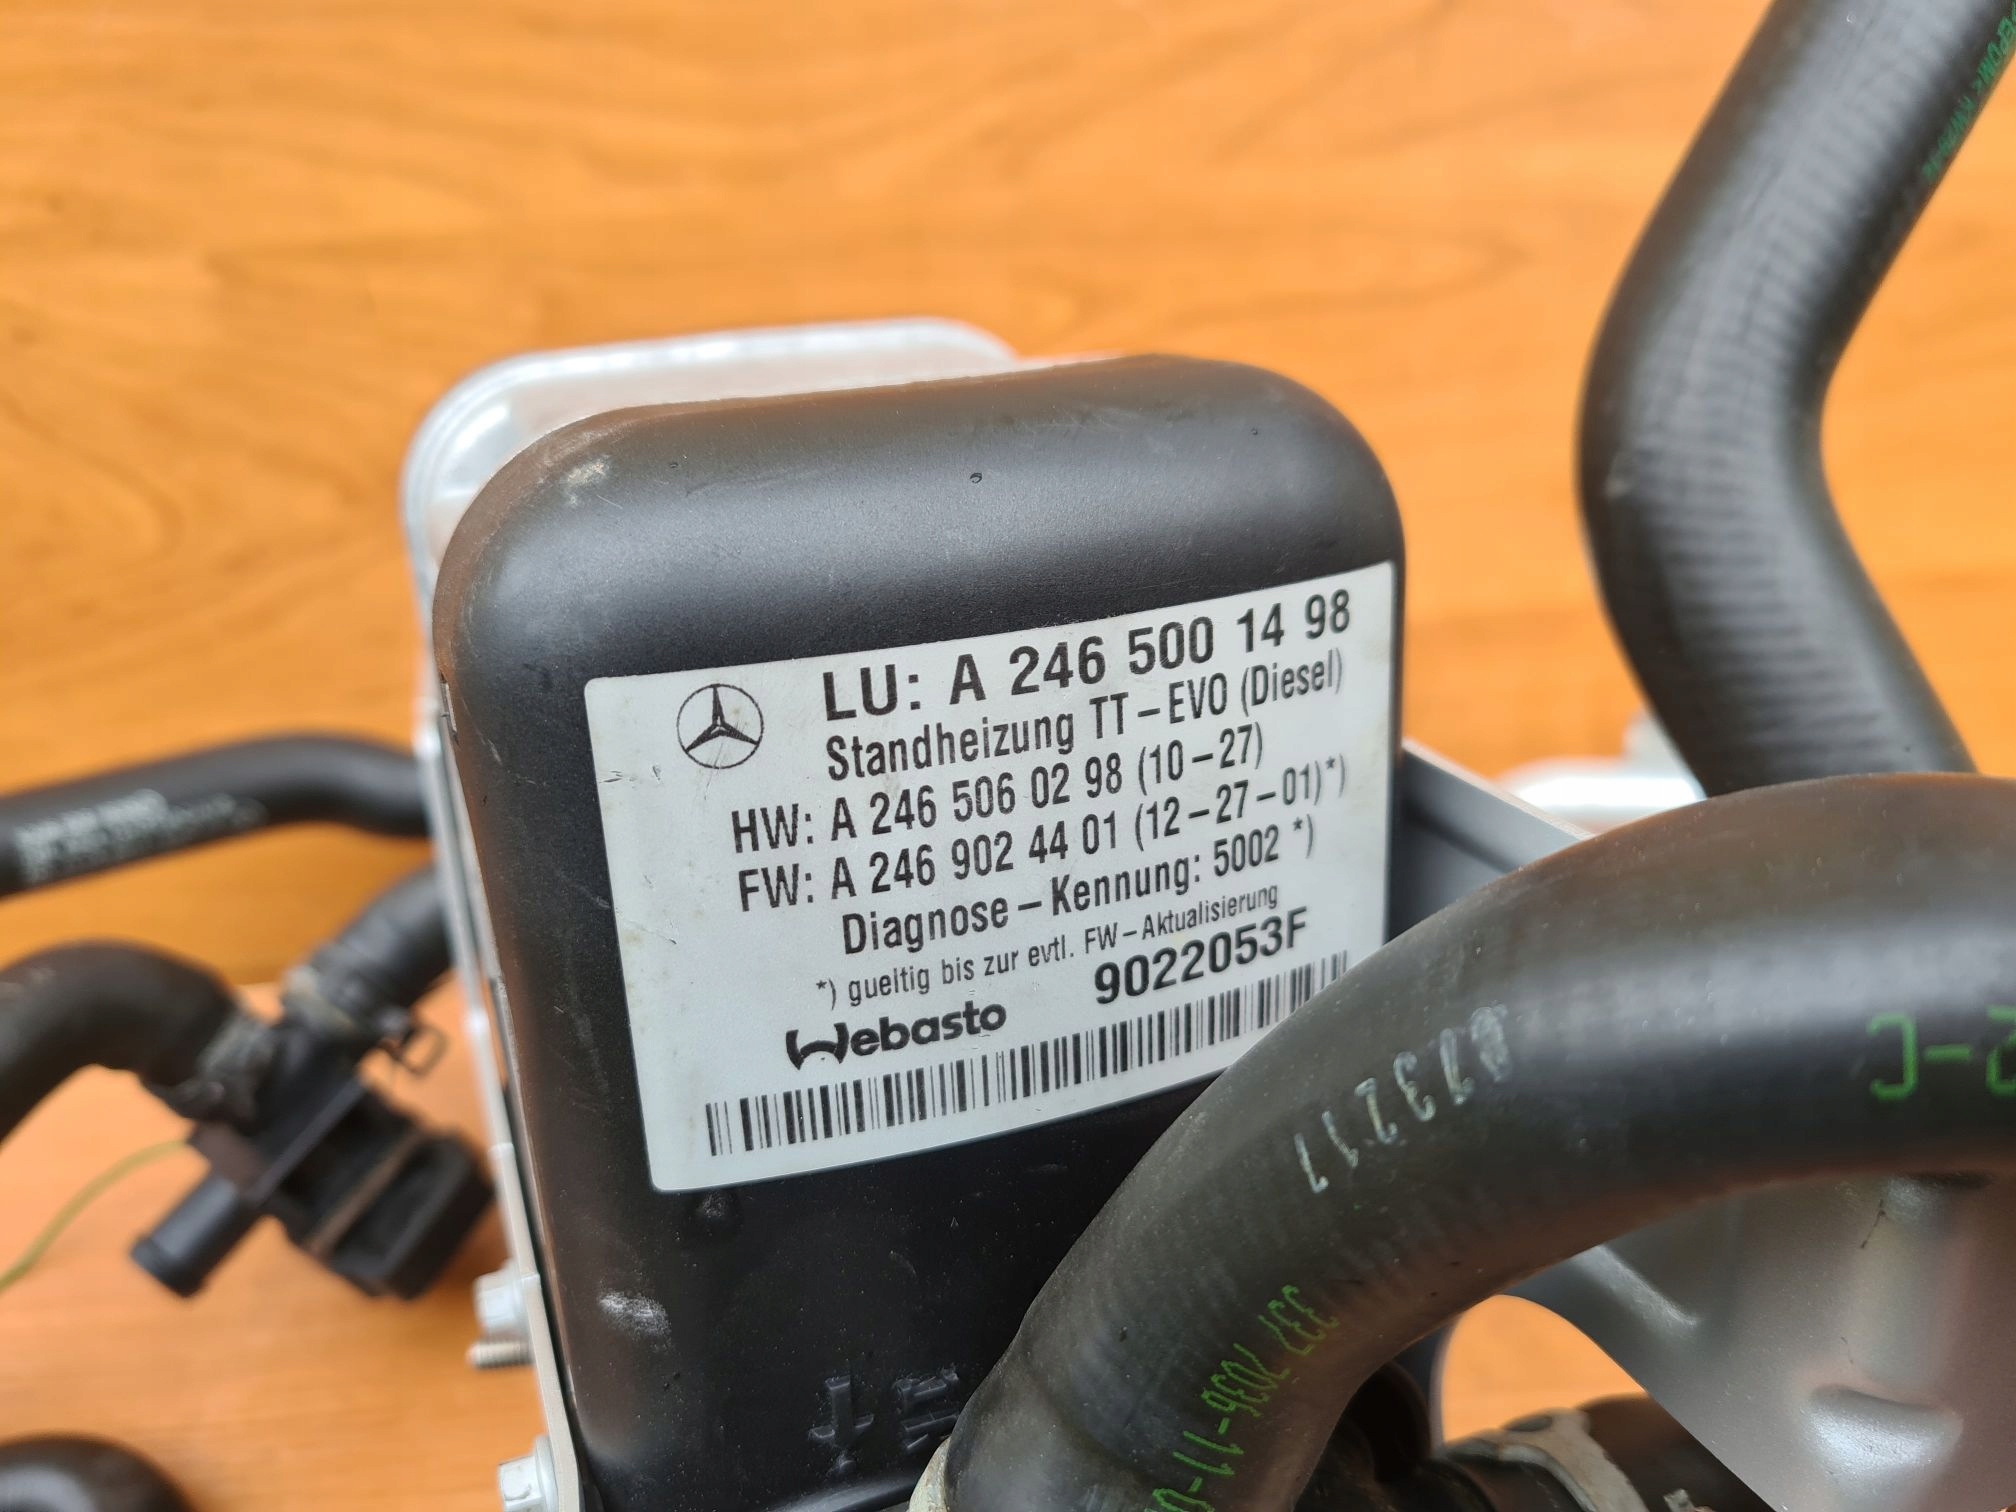 LU: A 246 500 14 98
Standheizung TT-EVO (Diesel)
HW: A 246 506 02 98 (10-27)
FW: A 246 902 44 01 (12-27-01)*)
Diagnose-Kennung: 5002 *)
*) gueltig bis zur evtl. FW-Aktualisierung
Webasto 9022053F